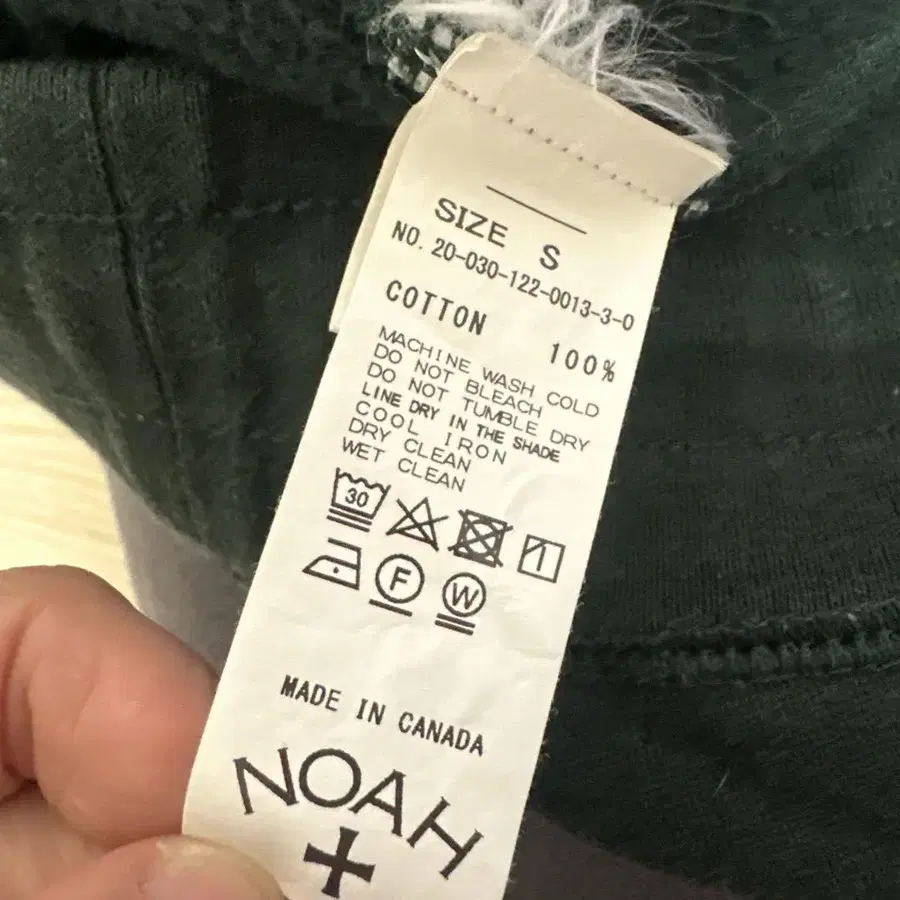 SIZE S
NO. 20-030-122-0013-3-0
COTTON 100%
MACHINE WASH COLD
DO NOT BLEACH
DO NOT TUMBLE DRY
LINE DRY IN THE SHADE
COOL IRON
DRY CLEAN
WET CLEAN
30
F W
MADE IN CANADA
NOAH